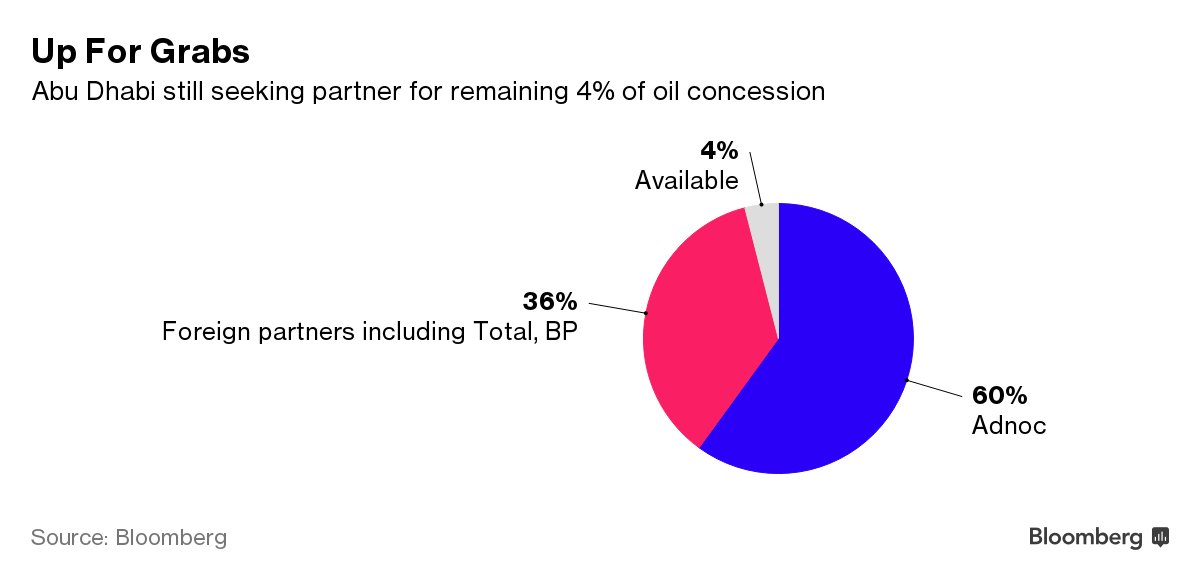 Up For Grabs
Abu Dhabi still seeking partner for remaining 4% of oil concession
4%
Available
36%
Foreign partners including Total, BP
60%
Adnoc
Source: Bloomberg
Bloomberg